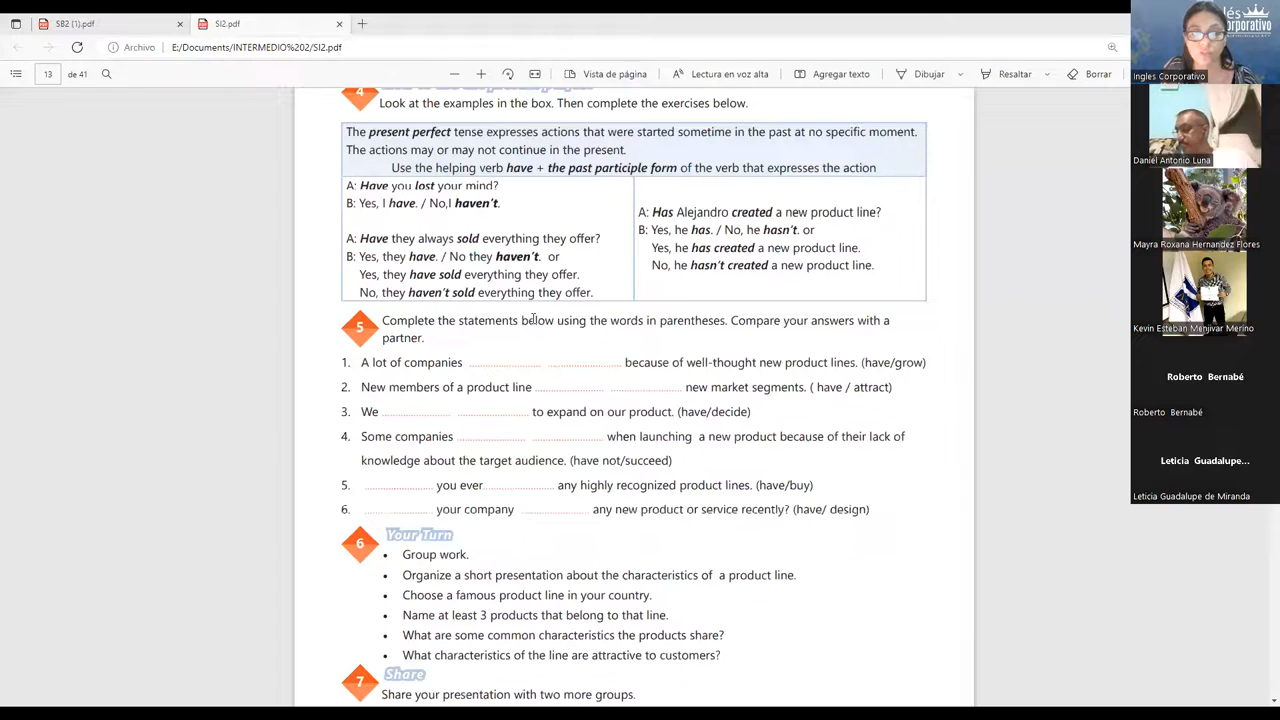 SB2 (1).pdf
SI2.pdf
Archivo E:/Documents/INTERMEDIO%202/SI2.pdf
13 de 41
Vista de página
Lectura en voz alta
Agregar texto
Dibujar
Resaltar
Borrar
4
Look at the examples in the box. Then complete the exercises below.
The present perfect tense expresses actions that were started sometime in the past at no specific moment.
The actions may or may not continue in the present.
Use the helping verb have + the past participle form of the verb that expresses the action
A: Have you lost your mind?
B: Yes, I have. / No,I haven't.
A: Have they always sold everything they offer?
B: Yes, they have. / No they haven't. or
Yes, they have sold everything they offer.
No, they haven't sold everything they offer.
A: Has Alejandro created a new product line?
B: Yes, he has. / No, he hasn't. or
Yes, he has created a new product line.
No, he hasn't created a new product line.
5
Complete the statements below using the words in parentheses. Compare your answers with a
partner.
1. A lot of companies ........................ ........................ because of well-thought new product lines. (have/grow)
2. New members of a product line ........................ ........................ new market segments. ( have / attract)
3. We ........................ ........................ to expand on our product. (have/decide)
4. Some companies ........................ ........................ when launching a new product because of their lack of
knowledge about the target audience. (have not/succeed)
5. ........................ you ever........................ any highly recognized product lines. (have/buy)
6. ........................ your company ........................ any new product or service recently? (have/ design)
6
Your Turn
• Group work.
• Organize a short presentation about the characteristics of a product line.
• Choose a famous product line in your country.
• Name at least 3 products that belong to that line.
• What are some common characteristics the products share?
• What characteristics of the line are attractive to customers?
7
Share
Share your presentation with two more groups.
Ingles Corporativo
Daniel Antonio Luna
Mayra Roxana Hernandez Flores
Kevin Esteban Menjivar Merino
Roberto Bernabé
Roberto Bernabé
Leticia Guadalupe...
Leticia Guadalupe de Miranda